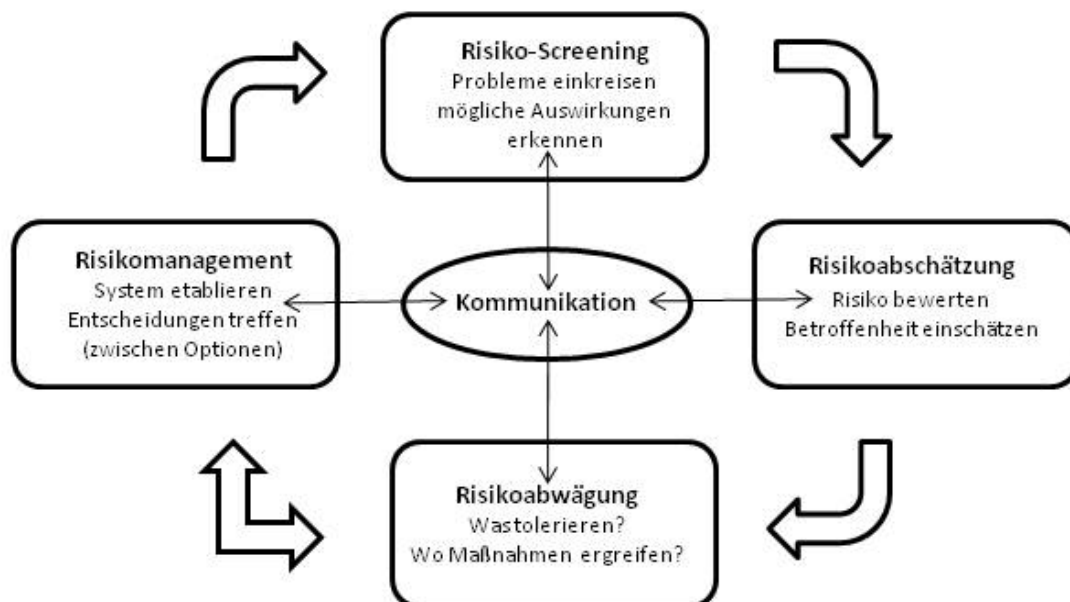 Risiko-Screening
Probleme einkreisen
mögliche Auswirkungen
erkennen
Risikomanagement
System etablieren
Entscheidungen treffen
(zwischen Optionen)
Kommunikation
Risikoabschätzung
Risiko bewerten
Betroffenheit einschätzen
Risikoabwägung
Wastolerieren?
Wo Maßnahmen ergreifen?